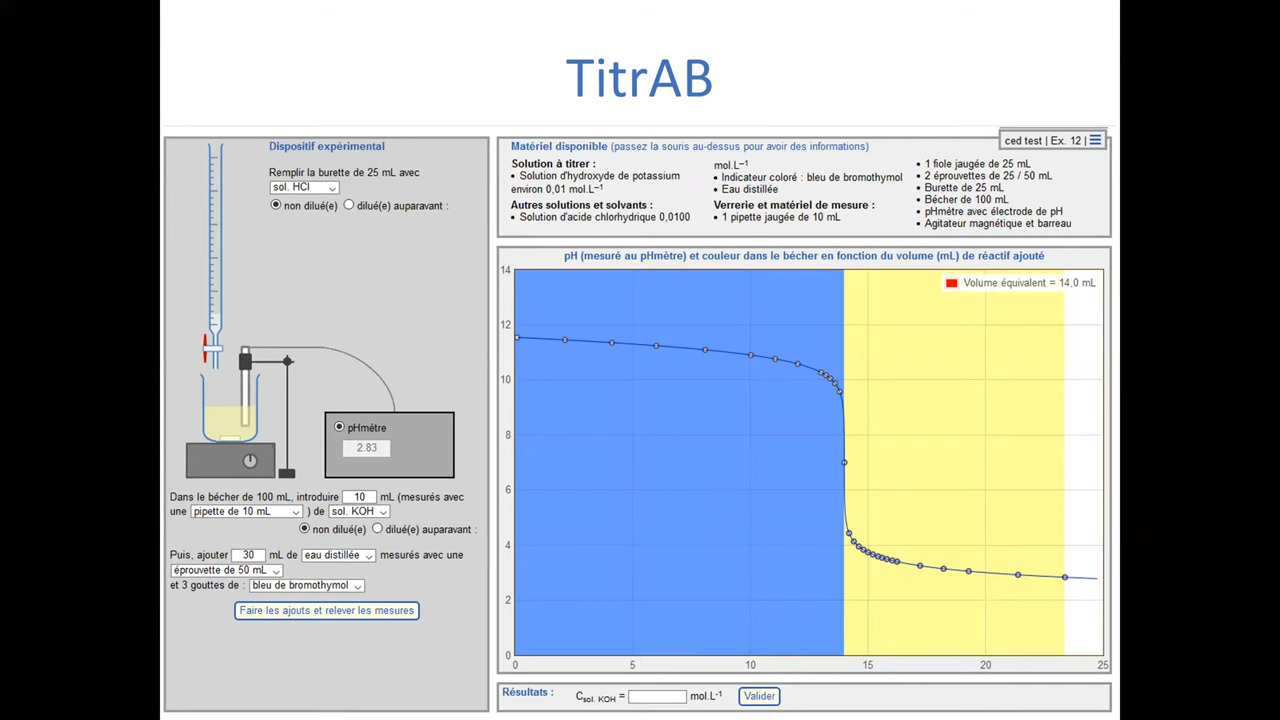 TitrAB
Dispositif expérimental
Remplir la burette de 25 mL avec
sol. HCl
non dilué(e) dilué(e) auparavant :
pHmètre
2.83
Dans le bécher de 100 mL, introduire 10 mL (mesurés avec
une pipette de 10 mL ) de sol. KOH
non dilué(e) dilué(e) auparavant :
Puis, ajouter 30 mL de eau distillée mesurés avec une
éprouvette de 50 mL
et 3 gouttes de : bleu de bromothymol
Faire les ajouts et relever les mesures
ced test | Ex. 12 |
Matériel disponible (passez la souris au-dessus pour avoir des informations)
Solution à titrer :
• Solution d'hydroxyde de potassium
environ 0,01 mol.L⁻¹
Autres solutions et solvants :
• Solution d'acide chlorhydrique 0,0100
mol.L⁻¹
• Indicateur coloré : bleu de bromothymol
• Eau distillée
Verrerie et matériel de mesure :
• 1 pipette jaugée de 10 mL
• 1 fiole jaugée de 25 mL
• 2 éprouvettes de 25 / 50 mL
• Burette de 25 mL
• Bécher de 100 mL
• pHmètre avec électrode de pH
• Agitateur magnétique et barreau
pH (mesuré au pHmètre) et couleur dans le bécher en fonction du volume (mL) de réactif ajouté
Volume équivalent = 14,0 mL
14
12
10
8
6
4
2
0
0 5 10 15 20 25
Résultats : Csol. KOH = mol.L⁻¹ Valider